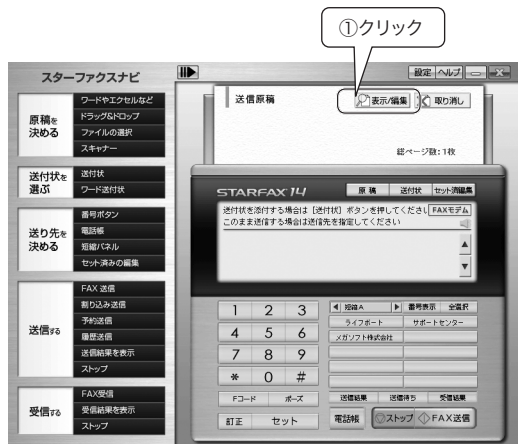 ①クリック
スターファクスナビ
設定 ヘルプ
原稿を
決める
ワードやエクセルなど
ドラッグ&ドロップ
ファイルの選択
スキャナー
送付状を
選ぶ
送付状
ワード送付状
送り先を
決める
番号ボタン
電話帳
短縮パネル
セット済みの編集
送信する
FAX 送信
割り込み送信
予約送信
履歴送信
送信結果を表示
ストップ
受信する
FAX受信
受信結果を表示
ストップ
送信原稿
表示/編集 取り消し
総ページ数:1枚
STARFAX 14
原 稿 送付状 セット済編集
送付状を添付する場合は [送付状] ボタンを押してくださし FAXモデム
このまま送信する場合は送信先を指定してください
1 2 3
4 5 6
7 8 9
* 0 #
Fコード ポーズ
訂正 セット
短縮A 番号表示 全選択
ライフボート サポートセンター
メガソフト株式会社
送信結果 送信待ち 受信結果
電話帳 ストップ FAX送信